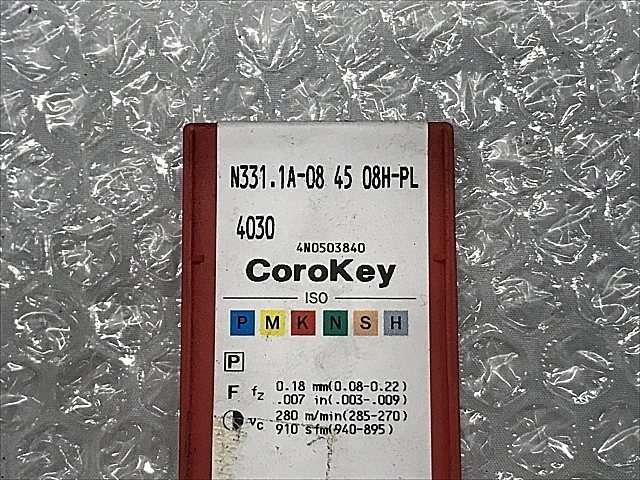 N331.1A-08 45 08H-PL
4030
4N0503840
CoroKey
ISO
P M K N S H
P
F fz 0.18 mm(0.08-0.22)
.007 in(.003-.009)
vc 280 m/min(285-270)
910 sfm(940-895)